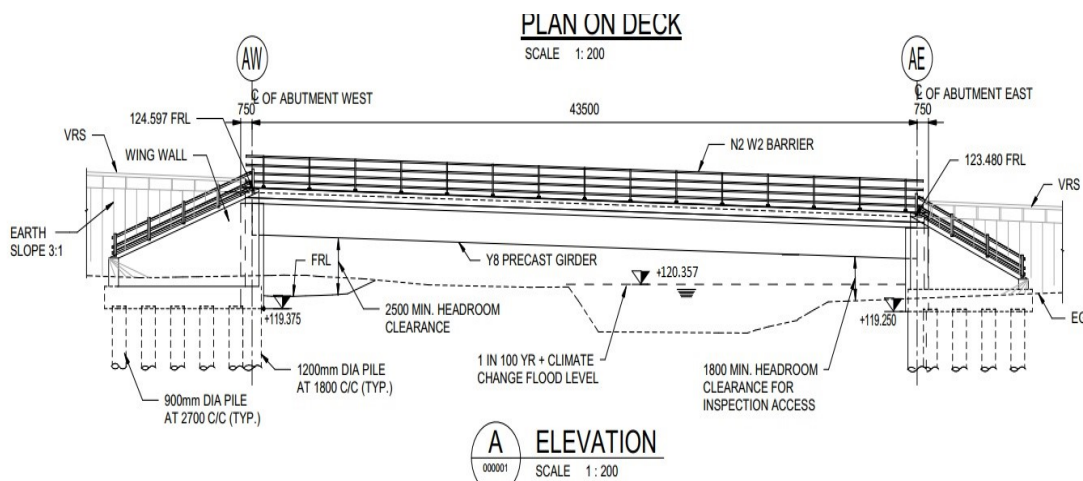 PLAN ON DECK
SCALE 1: 200
AW
AE
℄ OF ABUTMENT WEST
℄ OF ABUTMENT EAST
750
43500
750
124.597 FRL
VRS
WING WALL
N2 W2 BARRIER
123.480 FRL
VRS
EARTH
SLOPE 3:1
FRL
Y8 PRECAST GIRDER
+120.357
2500 MIN. HEADROOM
CLEARANCE
+119.375
+119.250
1 IN 100 YR + CLIMATE
CHANGE FLOOD LEVEL
1800 MIN. HEADROOM
CLEARANCE FOR
INSPECTION ACCESS
1200mm DIA PILE
AT 1800 C/C (TYP.)
900mm DIA PILE
AT 2700 C/C (TYP.)
A
000001
ELEVATION
SCALE 1 : 200